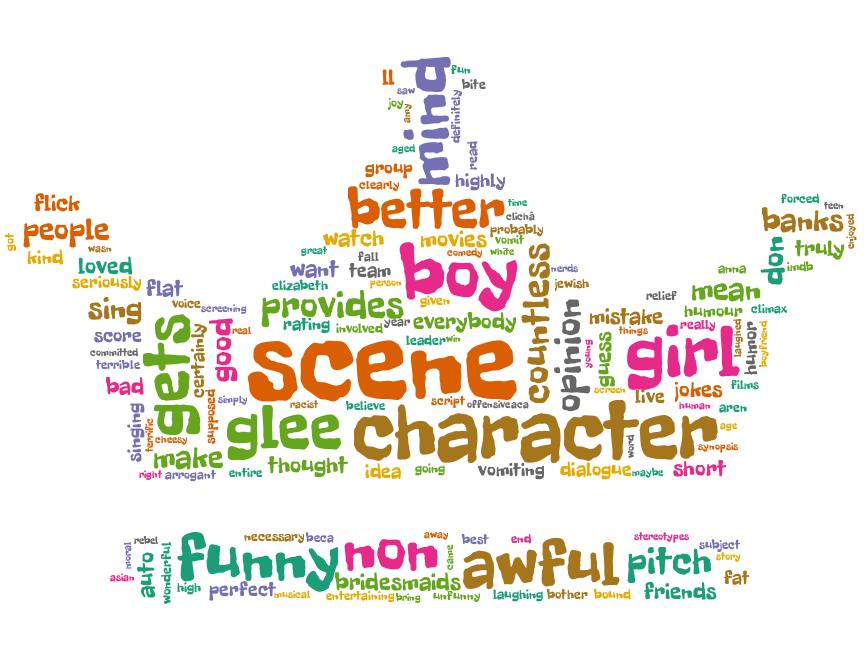 ll
fun
saw
mind
bite
joy
amy
definitely
aged
read
group
clearly
highly
forced
teen
flick
better
time
clichã
banks
enjoyed
people
got
watch
movies
vomit
probably
wasn
great
comedy
white
don
truly
kind
loved
want
fall
team
boy
countless
nerds
anna
imdb
seriously
flat
elizabeth
person
jewish
relief
mean
sing
voice
screening
provides
given
opinion
mistake
humour
climax
score
gets
certainly
good
real
rating
involved
year
everybody
things
really
laughed
humor
boyfriend
committed
leader
win
young
guess
girl
terrible
scene
bad
supposed
simply
screen
live
jokes
films
singing
terrific
racist
believe
script
offensive
aca
human
aren
cheesy
glee
character
word
age
synopsis
make
thought
right
arrogant
entire
idea
going
vomiting
dialogue
maybe
short
moral
rebel
necessary
beca
away
best
end
stereotypes
subject
asian
auto
wonderful
funny
non
came
awful
pitch
story
fat
high
perfect
bridesmaids
friends
musical
entertaining
bring
unfunny
laughing
bother
bound